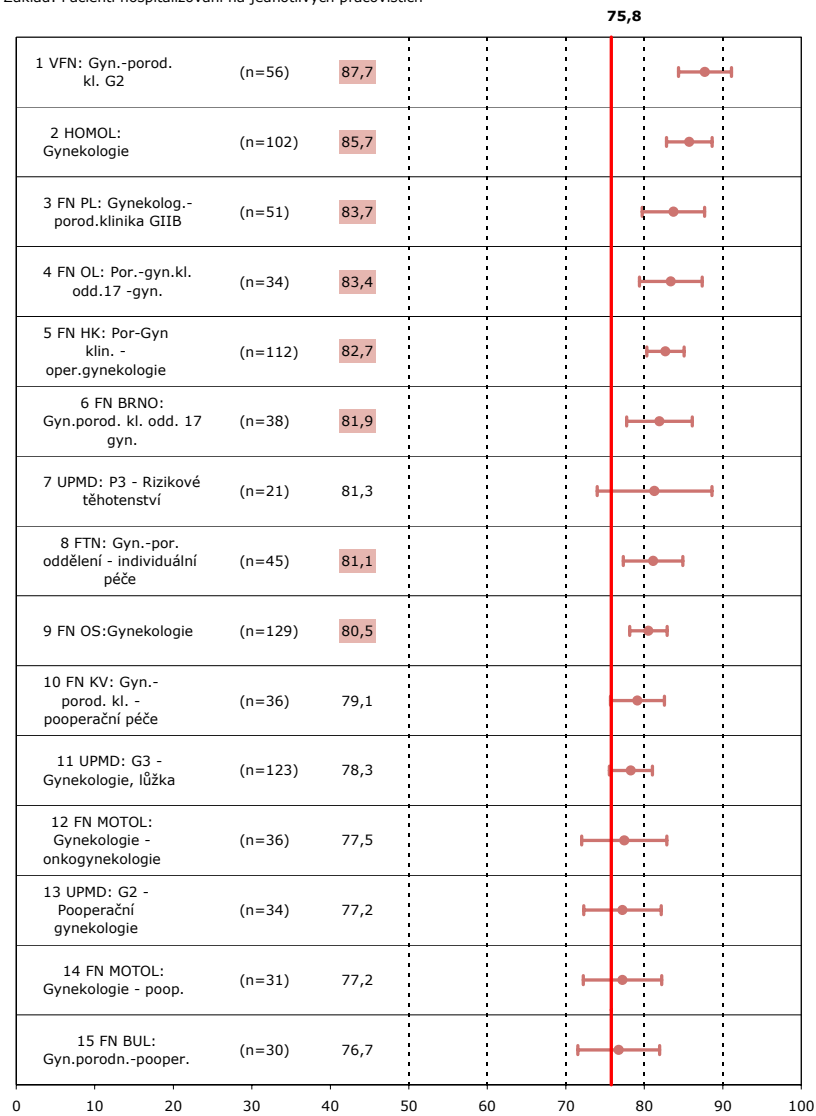 Základ: Pacienti hospitalizovaní na jednotlivých pracovištích
75,8
1 VFN: Gyn.-porod.
kl. G2
(n=56)
87,7
2 HOMOL:
Gynekologie
(n=102)
85,7
3 FN PL: Gynekolog.-
porod.klinika GIIB
(n=51)
83,7
4 FN OL: Por.-gyn.kl.
odd.17 -gyn.
(n=34)
83,4
5 FN HK: Por-Gyn
klin. -
oper.gynekologie
(n=112)
82,7
6 FN BRNO:
Gyn.porod. kl. odd. 17
gyn.
(n=38)
81,9
7 UPMD: P3 - Rizikové
těhotenství
(n=21)
81,3
8 FTN: Gyn.-por.
oddělení - individuální
péče
(n=45)
81,1
9 FN OS:Gynekologie
(n=129)
80,5
10 FN KV: Gyn.-
porod. kl. -
pooperační péče
(n=36)
79,1
11 UPMD: G3 -
Gynekologie, lůžka
(n=123)
78,3
12 FN MOTOL:
Gynekologie -
onkogynekologie
(n=36)
77,5
13 UPMD: G2 -
Pooperační
gynekologie
(n=34)
77,2
14 FN MOTOL:
Gynekologie - poop.
(n=31)
77,2
15 FN BUL:
Gyn.porodn.-pooper.
(n=30)
76,7
0 10 20 30 40 50 60 70 80 90 100